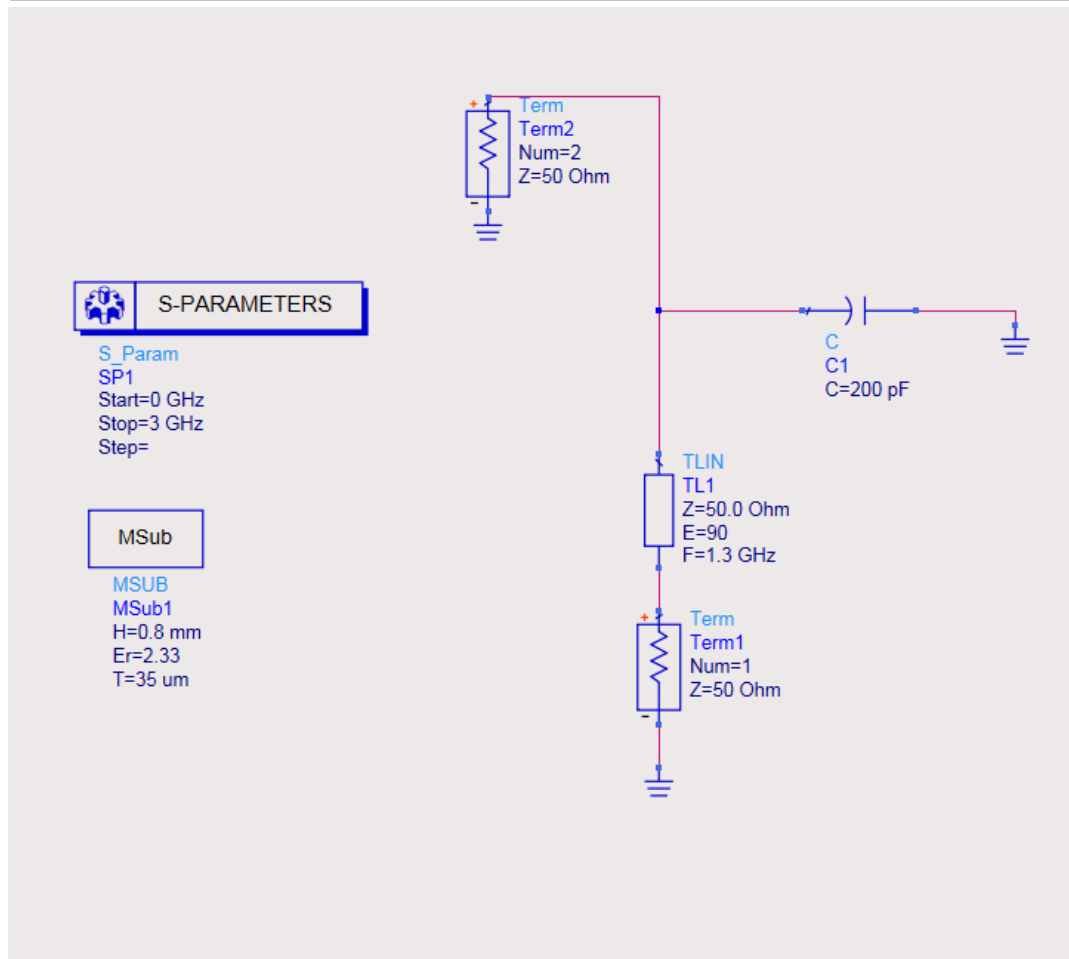 +
Term
Term2
Num=2
Z=50 Ohm
-
S-PARAMETERS
S_Param
SP1
Start=0 GHz
Stop=3 GHz
Step=
C
C1
C=200 pF
TLIN
TL1
Z=50.0 Ohm
E=90
F=1.3 GHz
MSub
MSUB
MSub1
H=0.8 mm
Er=2.33
T=35 um
+
Term
Term1
Num=1
Z=50 Ohm
-